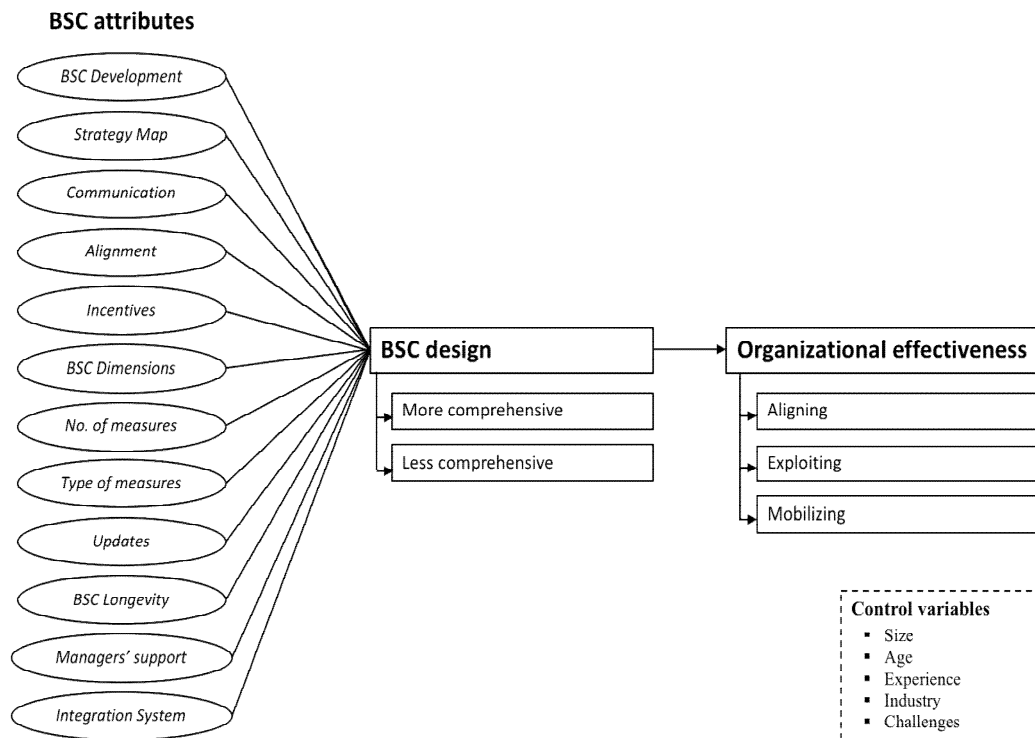 BSC attributes
BSC Development
Strategy Map
Communication
Alignment
Incentives
BSC Dimensions
No. of measures
Type of measures
Updates
BSC Longevity
Managers' support
Integration System
BSC design
More comprehensive
Less comprehensive
Organizational effectiveness
Aligning
Exploiting
Mobilizing
Control variables
▪ Size
▪ Age
▪ Experience
▪ Industry
▪ Challenges